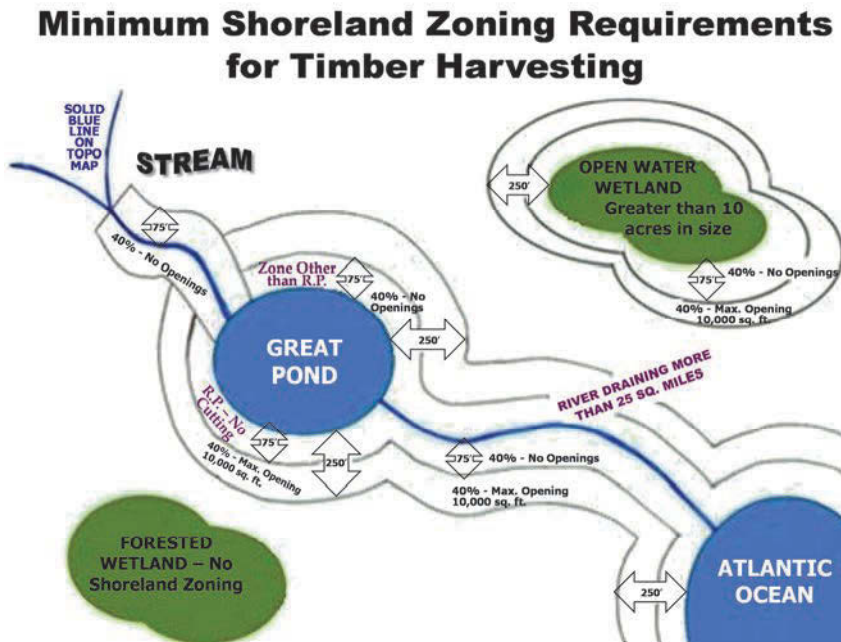 Minimum Shoreland Zoning Requirements
for Timber Harvesting
SOLID
BLUE
LINE
ON
TOPO
MAP
STREAM
75'
40% - No Openings
Zone Other
than R.P.
75'
40% - No
Openings
250'
GREAT
POND
R.P. – No
Cutting
75'
40% - Max. Opening
10,000 sq. ft.
250'
OPEN WATER
WETLAND
Greater than 10
acres in size
250'
75'
40% - No Openings
40% - Max. Opening
10,000 sq. ft.
RIVER DRAINING MORE
THAN 25 SQ. MILES
75'
40% - No Openings
40% - Max. Opening
10,000 sq. ft.
FORESTED
WETLAND – No
Shoreland Zoning
250'
ATLANTIC
OCEAN